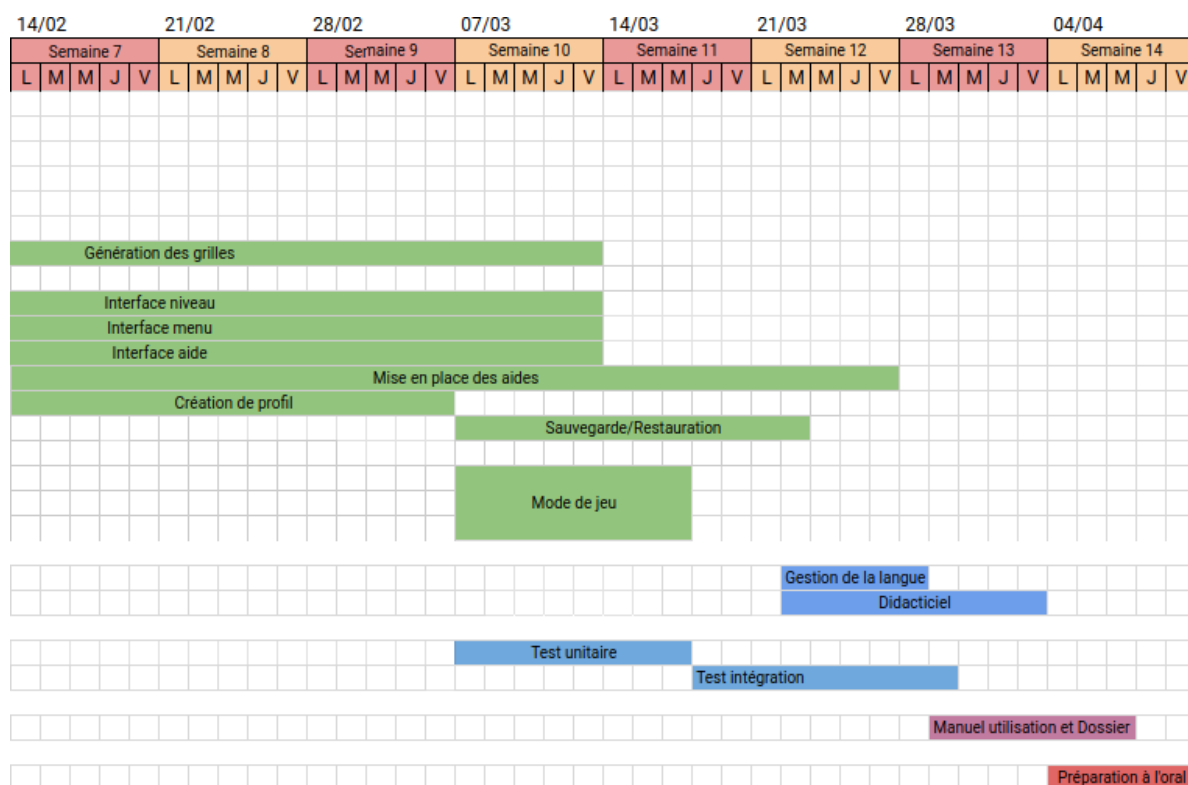 14/02 21/02 28/02 07/03 14/03 21/03 28/03 04/04
Semaine 7 Semaine 8 Semaine 9 Semaine 10 Semaine 11 Semaine 12 Semaine 13 Semaine 14
L M M J V L M M J V L M M J V L M M J V L M M J V L M M J V L M M J V L M M J V
Génération des grilles
Interface niveau
Interface menu
Interface aide
Mise en place des aides
Création de profil
Sauvegarde/Restauration
Mode de jeu
Gestion de la langue
Didacticiel
Test unitaire
Test intégration
Manuel utilisation et Dossier
Préparation à l'oral